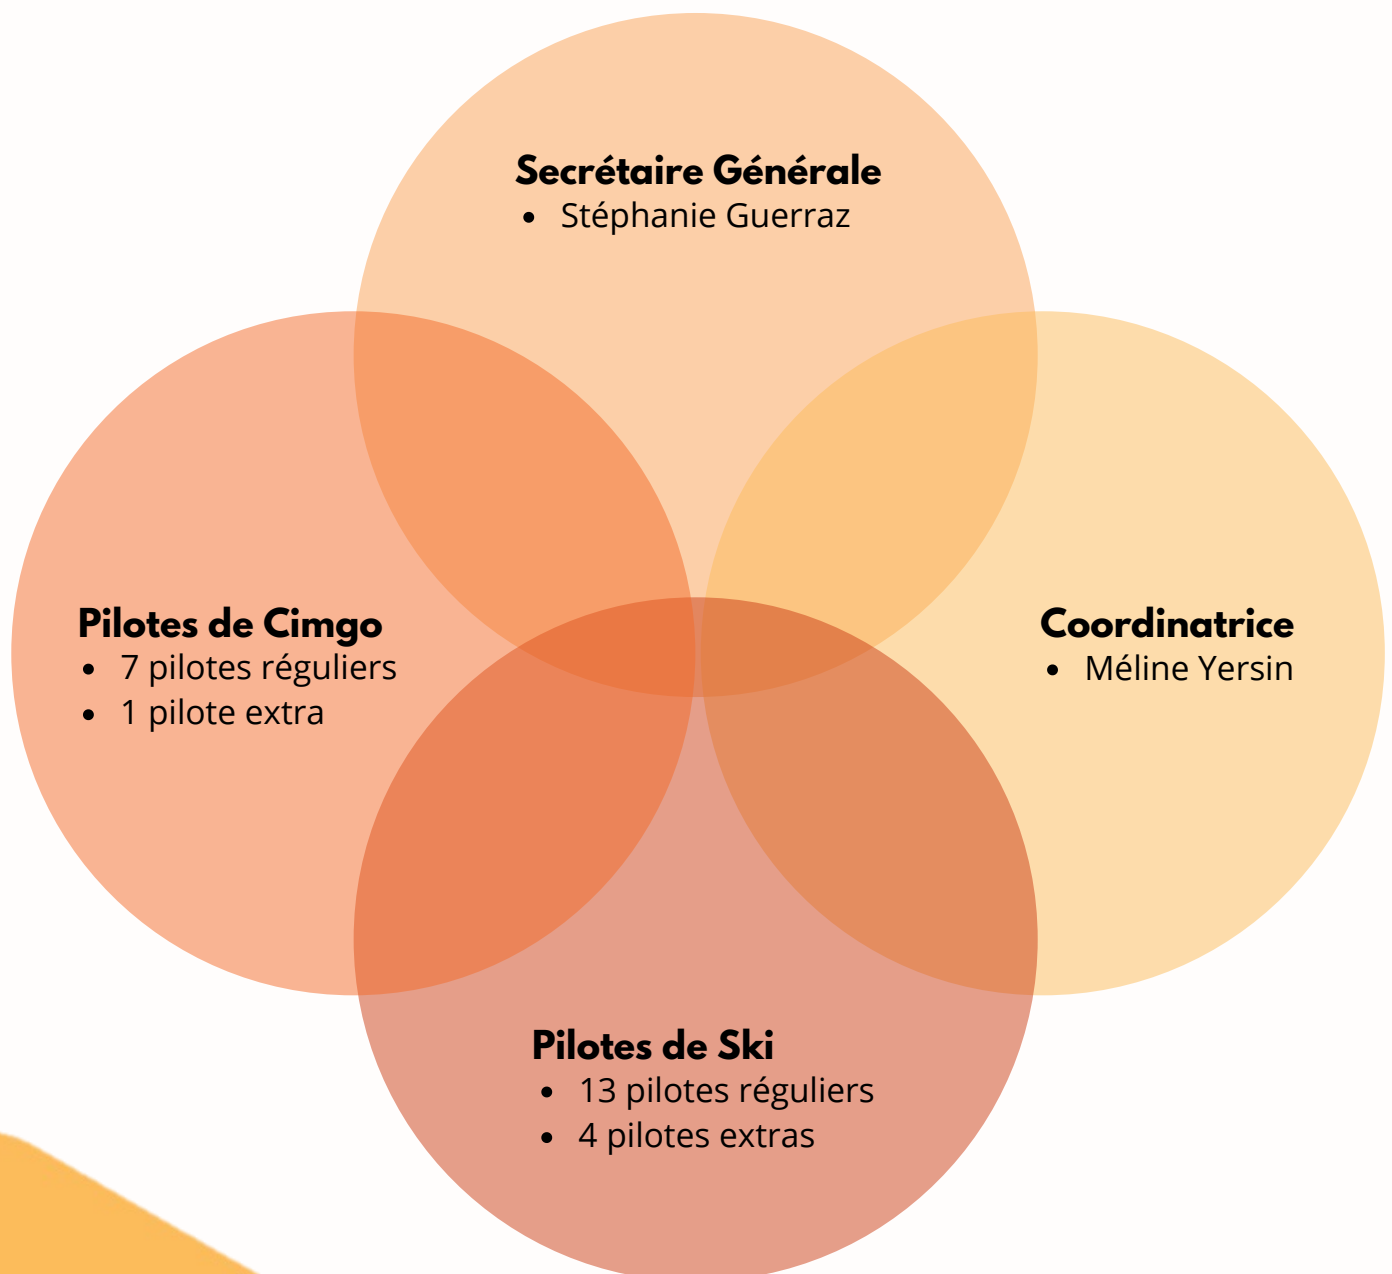 Secrétaire Générale
• Stéphanie Guerraz
Pilotes de Cimgo
• 7 pilotes réguliers
• 1 pilote extra
Coordinatrice
• Méline Yersin
Pilotes de Ski
• 13 pilotes réguliers
• 4 pilotes extras